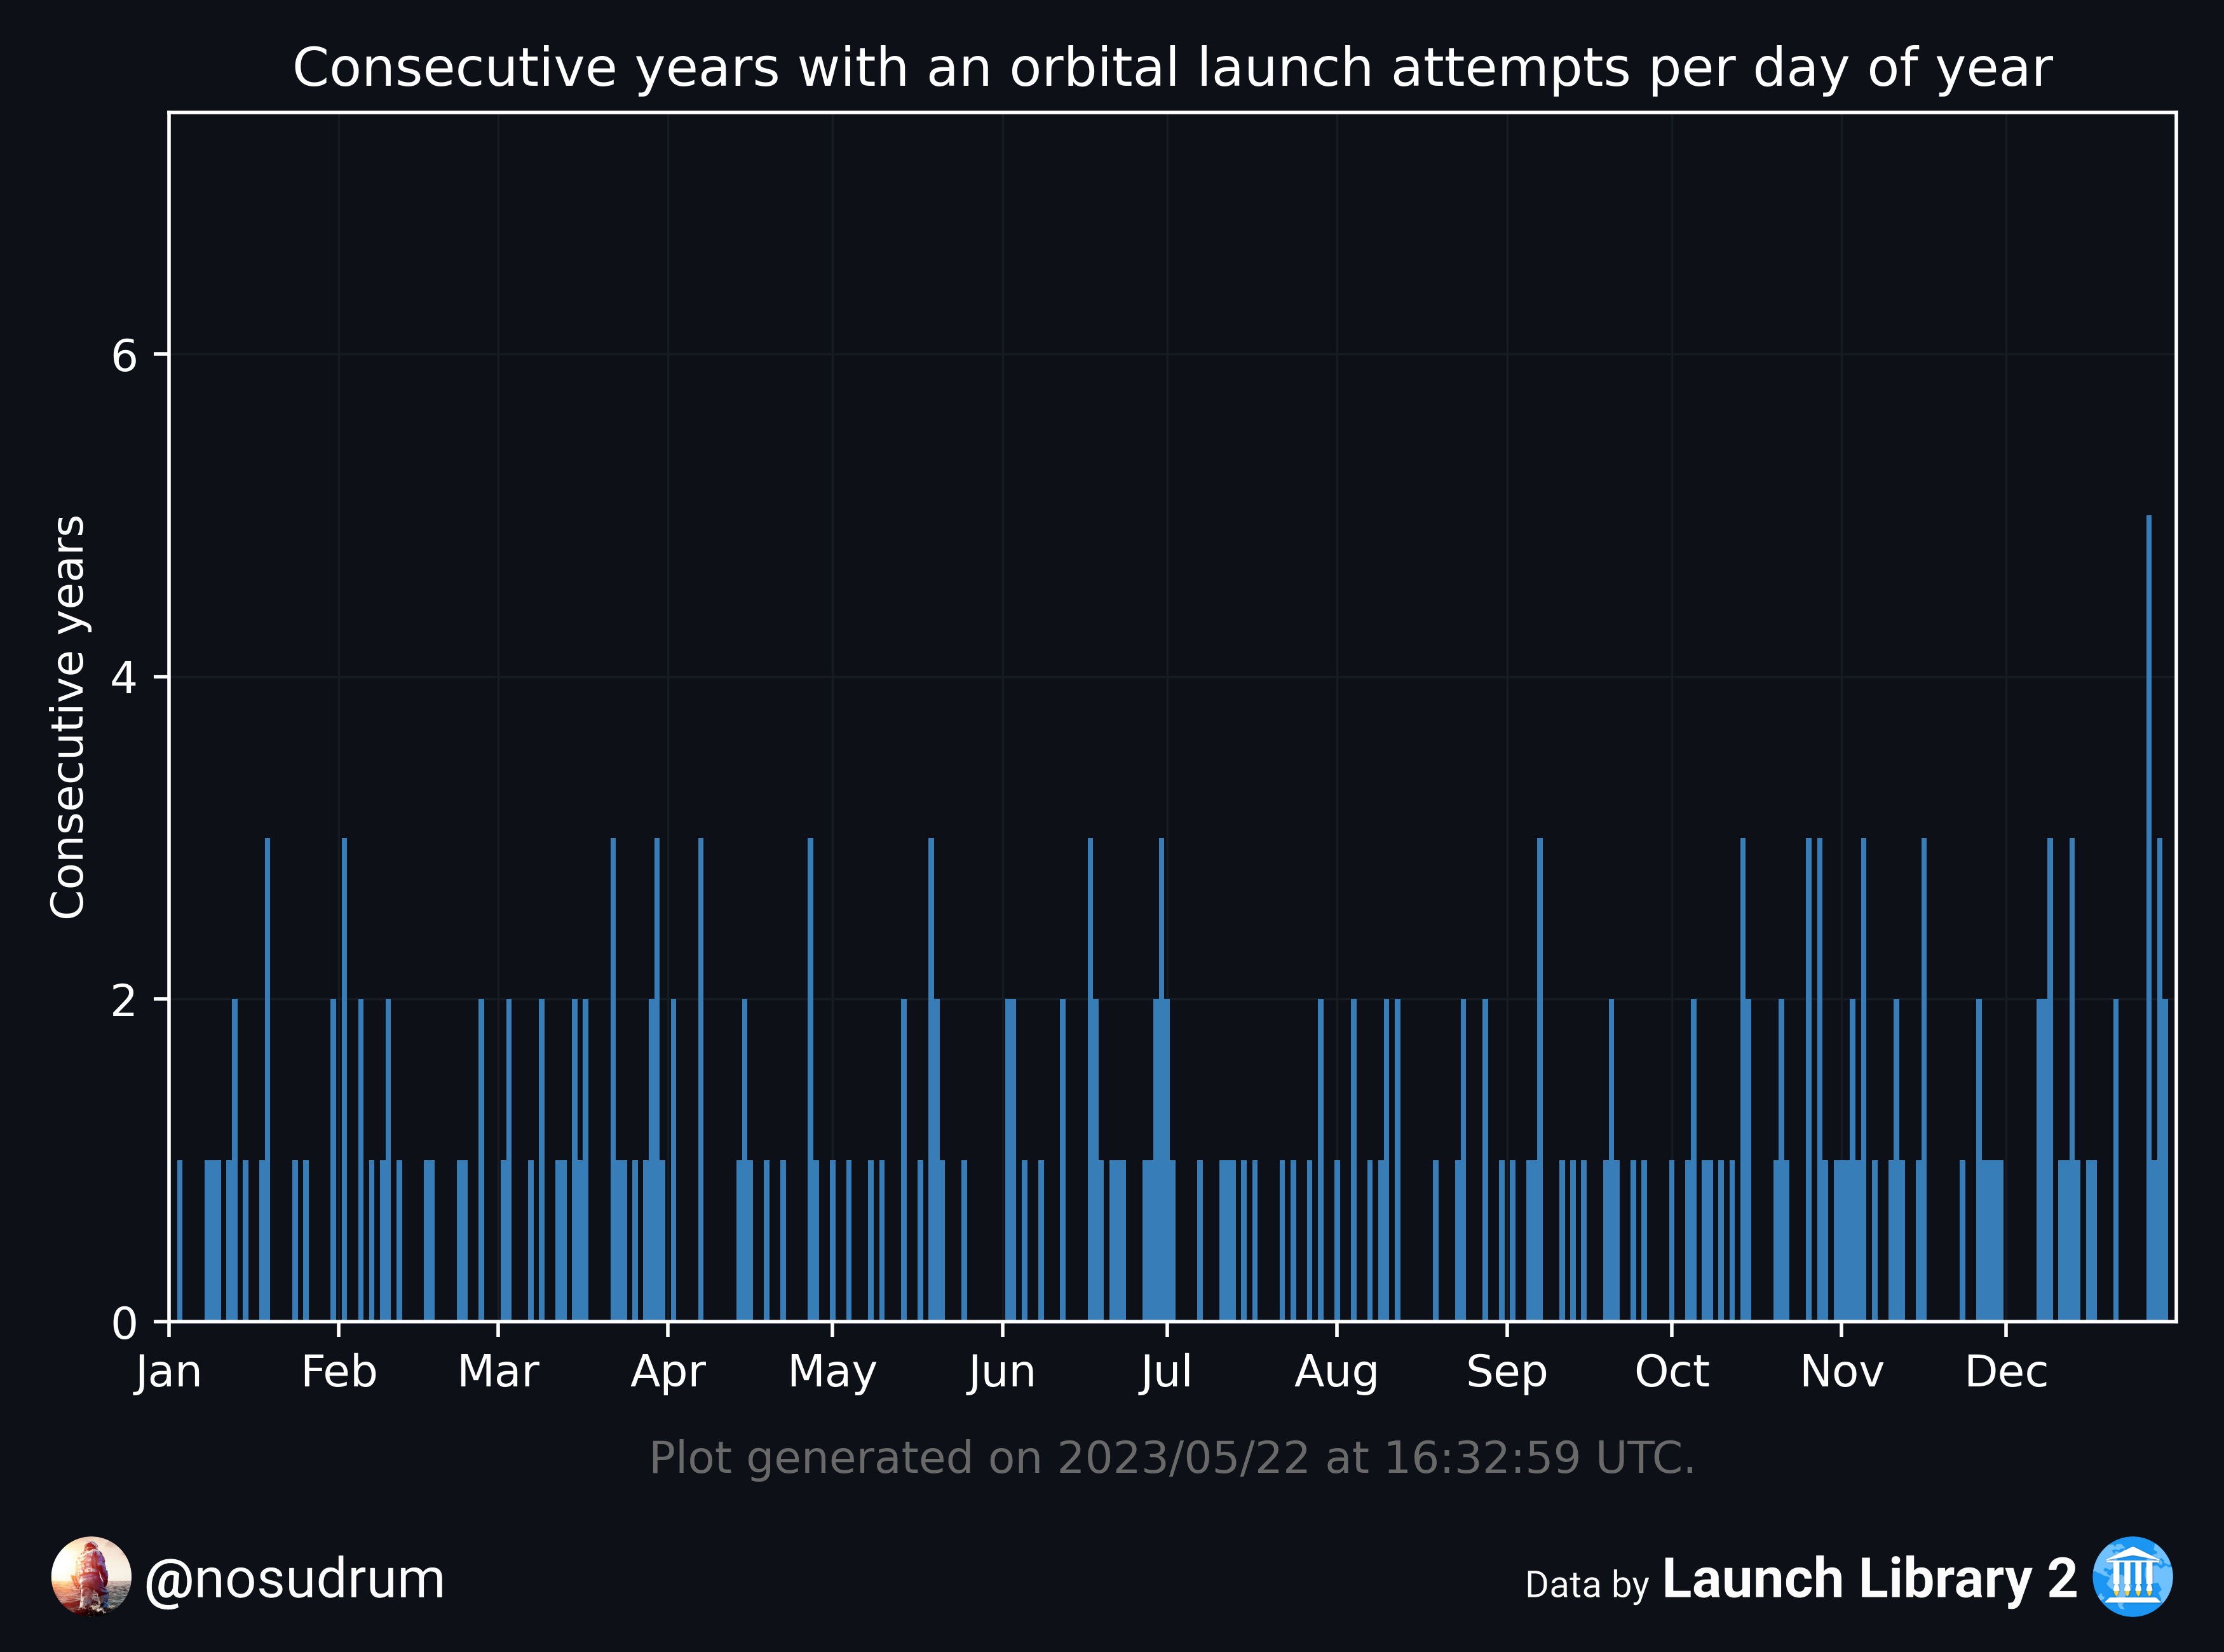 Consecutive years with an orbital launch attempts per day of year
Consecutive years
6
4
2
0
Jan Feb Mar Apr May Jun Jul Aug Sep Oct Nov Dec
Plot generated on 2023/05/22 at 16:32:59 UTC.
@nosudrum
Data by Launch Library 2